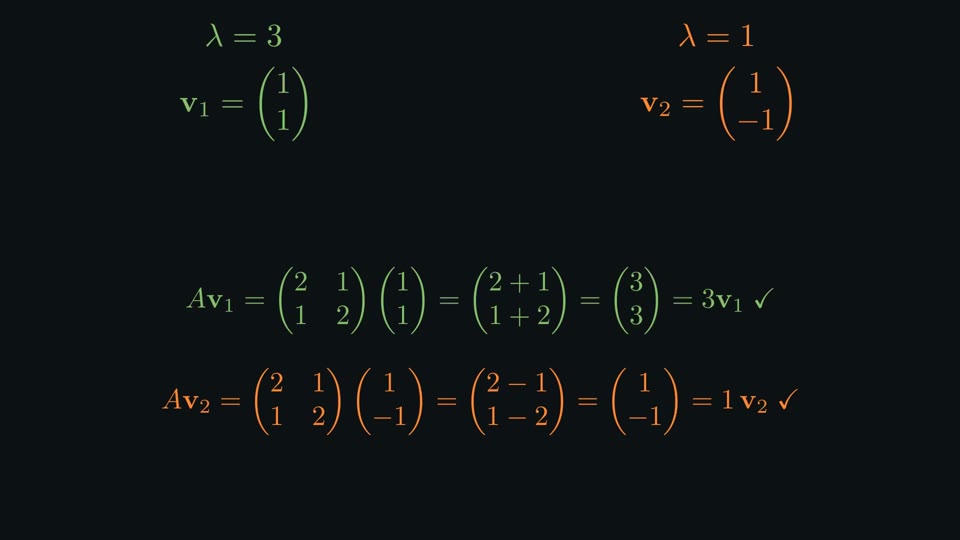 λ = 3
λ = 1
v₁ = (1 1)
v₂ = (1 −1)
Av₁ = (2 1 1 2) (1 1) = (2 + 1 1 + 2) = (3 3) = 3v₁ ✓
Av₂ = (2 1 1 2) (1 −1) = (2 − 1 1 − 2) = (1 −1) = 1 v₂ ✓